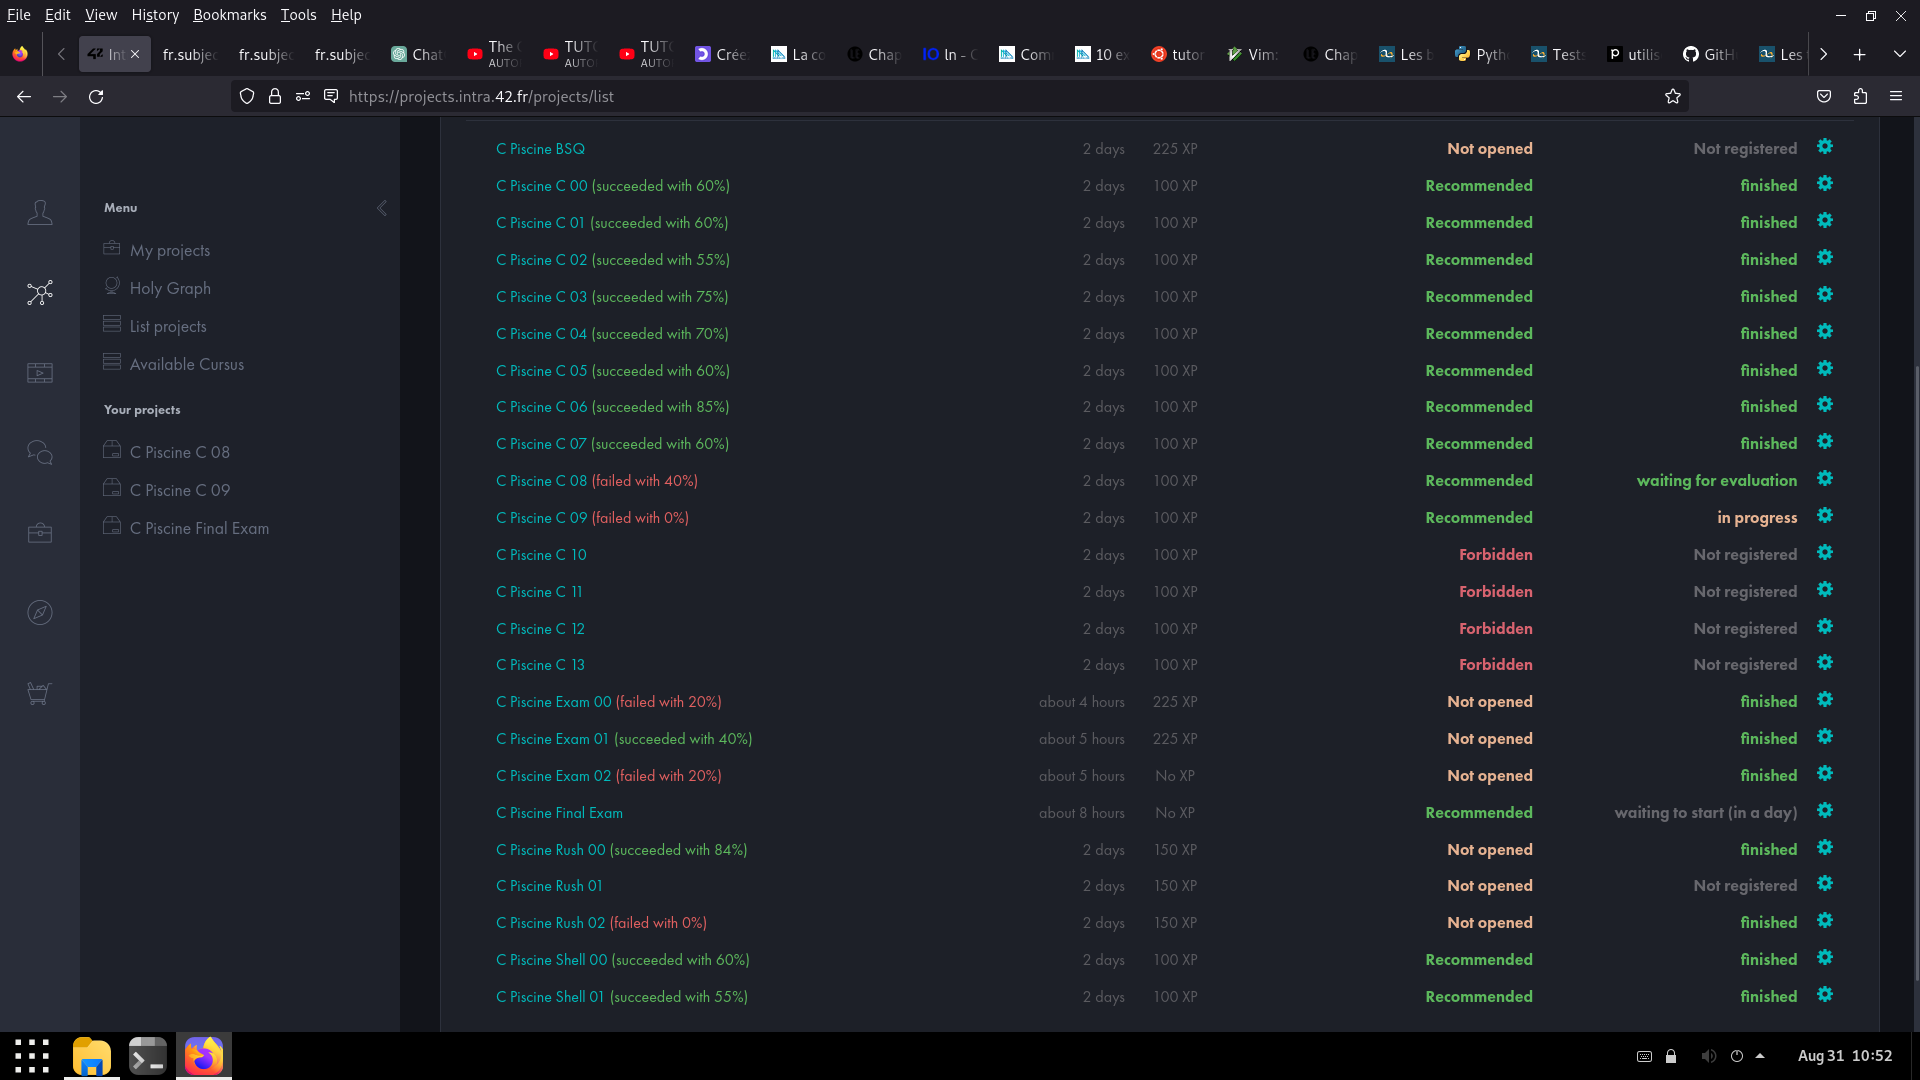 File Edit View History Bookmarks Tools Help
Int
fr.subjec
fr.subjec
fr.subjec
Chat
The C
AUTO
TUTO
AUTO
TUTO
AUTO
Crée
La co
Chap
ln - C
Com
10 ex
tutor
Vim:
Chap
Les b
Pyth
Tests
utilis
GitH
Les
https://projects.intra.42.fr/projects/list
Menu
My projects
Holy Graph
List projects
Available Cursus
Your projects
C Piscine C 08
C Piscine C 09
C Piscine Final Exam
C Piscine BSQ 2 days 225 XP Not opened Not registered
C Piscine C 00 (succeeded with 60%) 2 days 100 XP Recommended finished
C Piscine C 01 (succeeded with 60%) 2 days 100 XP Recommended finished
C Piscine C 02 (succeeded with 55%) 2 days 100 XP Recommended finished
C Piscine C 03 (succeeded with 75%) 2 days 100 XP Recommended finished
C Piscine C 04 (succeeded with 70%) 2 days 100 XP Recommended finished
C Piscine C 05 (succeeded with 60%) 2 days 100 XP Recommended finished
C Piscine C 06 (succeeded with 85%) 2 days 100 XP Recommended finished
C Piscine C 07 (succeeded with 60%) 2 days 100 XP Recommended finished
C Piscine C 08 (failed with 40%) 2 days 100 XP Recommended waiting for evaluation
C Piscine C 09 (failed with 0%) 2 days 100 XP Recommended in progress
C Piscine C 10 2 days 100 XP Forbidden Not registered
C Piscine C 11 2 days 100 XP Forbidden Not registered
C Piscine C 12 2 days 100 XP Forbidden Not registered
C Piscine C 13 2 days 100 XP Forbidden Not registered
C Piscine Exam 00 (failed with 20%) about 4 hours 225 XP Not opened finished
C Piscine Exam 01 (succeeded with 40%) about 5 hours 225 XP Not opened finished
C Piscine Exam 02 (failed with 20%) about 5 hours No XP Not opened finished
C Piscine Final Exam about 8 hours No XP Recommended waiting to start (in a day)
C Piscine Rush 00 (succeeded with 84%) 2 days 150 XP Not opened finished
C Piscine Rush 01 2 days 150 XP Not opened Not registered
C Piscine Rush 02 (failed with 0%) 2 days 150 XP Not opened finished
C Piscine Shell 00 (succeeded with 60%) 2 days 100 XP Recommended finished
C Piscine Shell 01 (succeeded with 55%) 2 days 100 XP Recommended finished
Aug 31 10:52